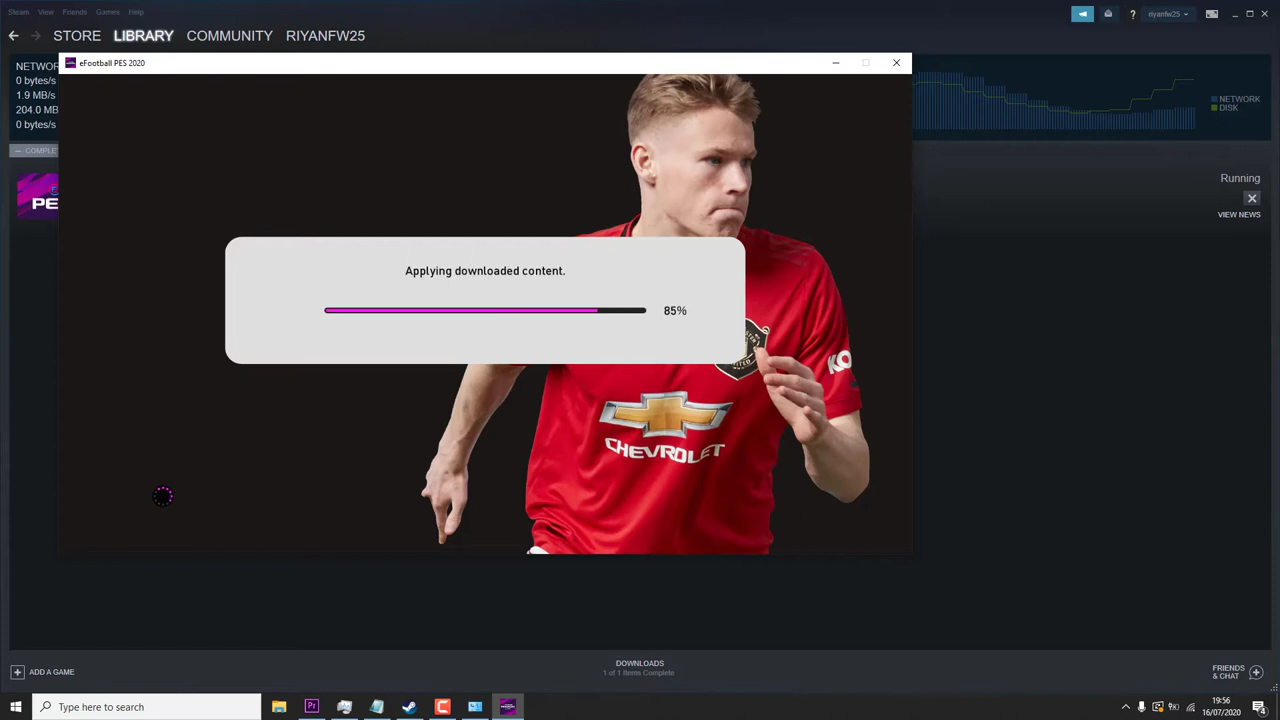 Steam View Friends Games Help
riyanfw25
STORE LIBRARY COMMUNITY RIYANFW25
eFootball PES 2020
0 bytes/s
1.9 MB/s
204.0 MB
0 bytes/s
NETWORK
DISK
Running
VIEW NEWS
Applying downloaded content.
85%
CHEVROLET
ADD A GAME
DOWNLOADS
1 of 1 Items Complete
FRIENDS
& CHAT
Type here to search
Pr
19:56
16/07/2020
4